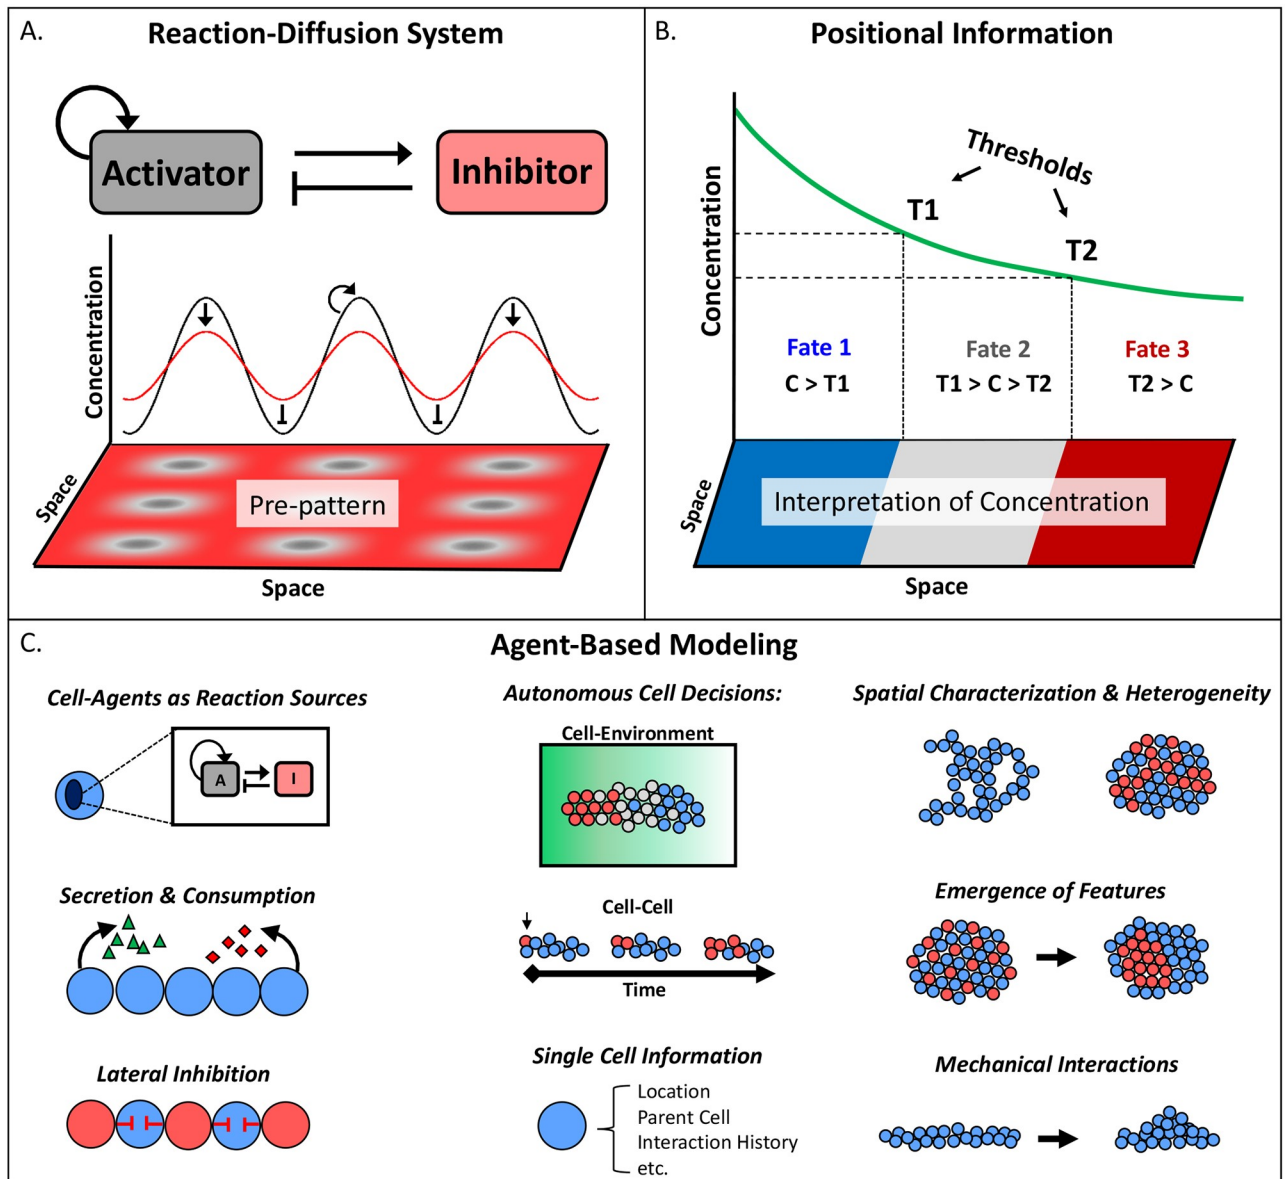 A.
Reaction-Diffusion System
Activator
Inhibitor
Concentration
Space
Pre-pattern
Space
B.
Positional Information
Concentration
Thresholds
T1
T2
Fate 1
C > T1
Fate 2
T1 > C > T2
Fate 3
T2 > C
Space
Interpretation of Concentration
Space
C.
Agent-Based Modeling
Cell-Agents as Reaction Sources
A
I
Secretion & Consumption
Lateral Inhibition
Autonomous Cell Decisions:
Cell-Environment
Cell-Cell
Time
Single Cell Information
Location
Parent Cell
Interaction History
etc.
Spatial Characterization & Heterogeneity
Emergence of Features
Mechanical Interactions